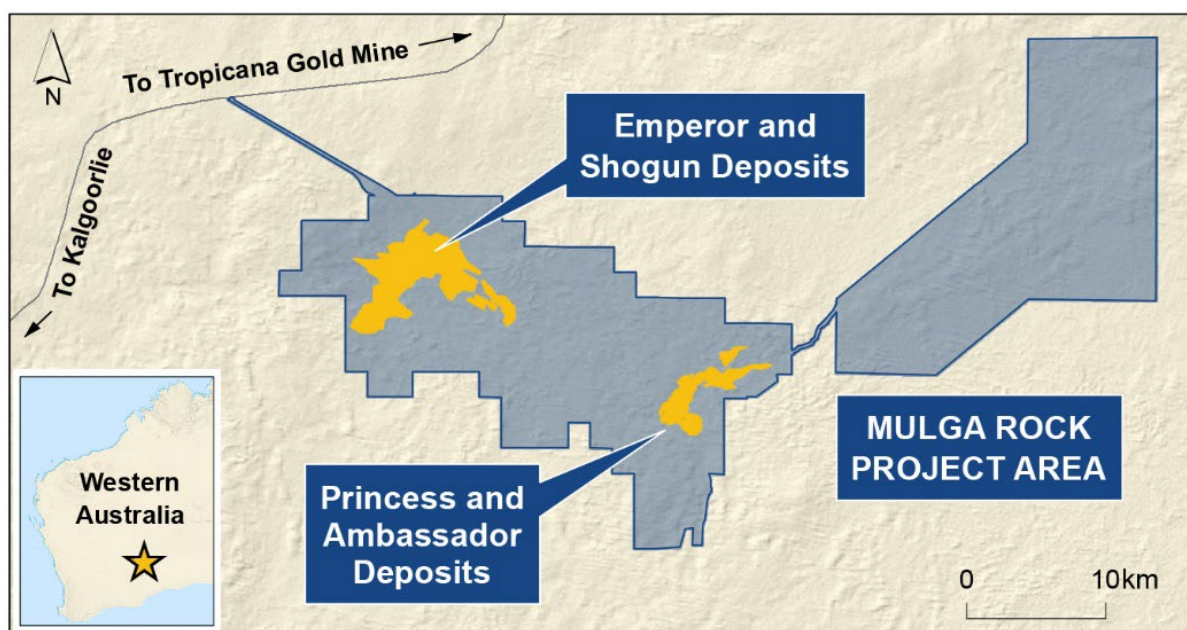 To Tropicana Gold Mine
N
To Kalgoorlie
Emperor and
Shogun Deposits
MULGA ROCK
PROJECT AREA
Princess and
Ambassador
Deposits
Western
Australia
0 10km